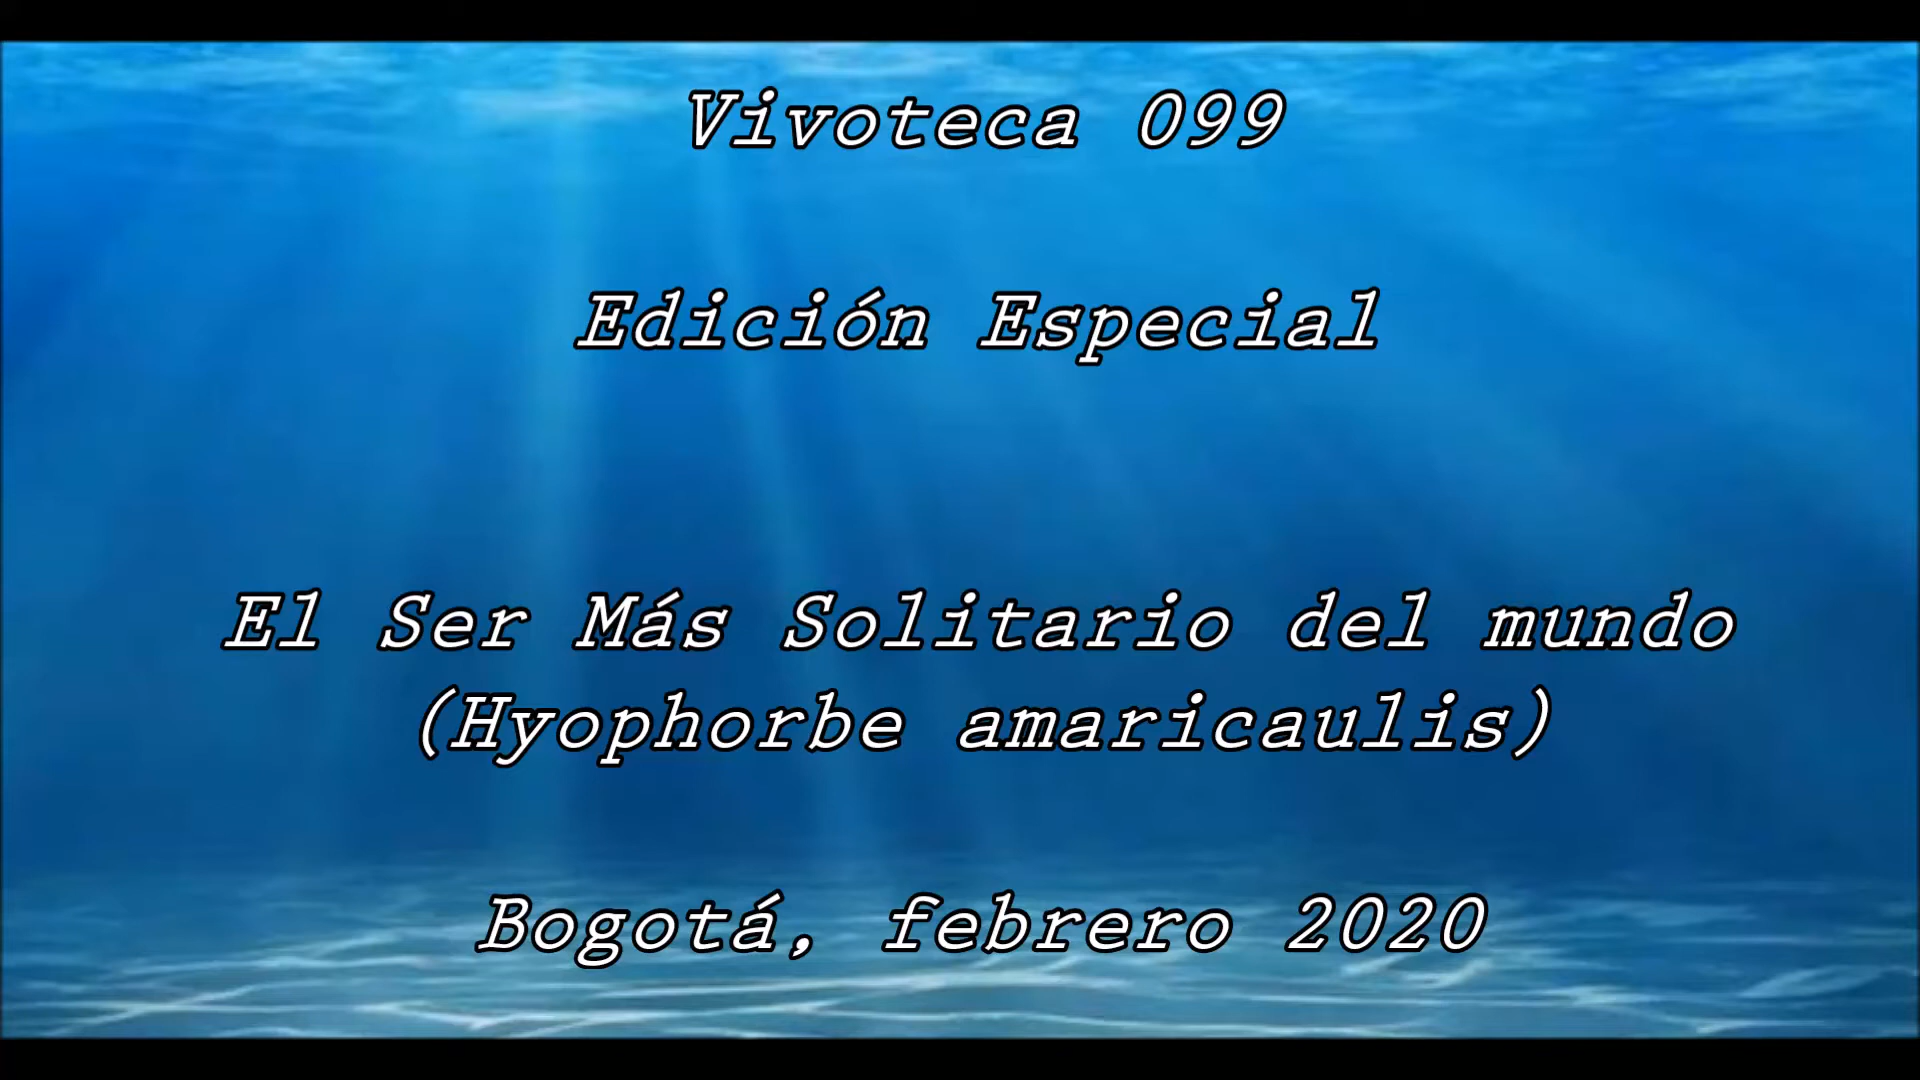 Vivoteca 099
Edición Especial
El Ser Más Solitario del mundo
(Hyophorbe amaricaulis)
Bogotá, febrero 2020